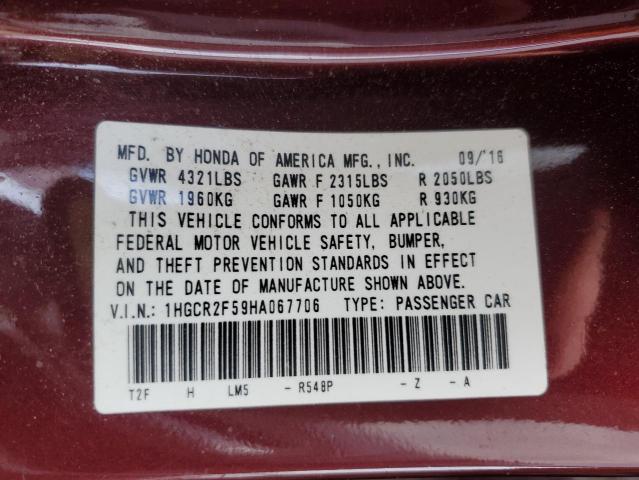 MFD. BY HONDA OF AMERICA MFG., INC. 09/'16
GVWR 4321LBS GAWR F 2315LBS R 2050LBS
GVWR 1960KG GAWR F 1050KG R 930KG
THIS VEHICLE CONFORMS TO ALL APPLICABLE
FEDERAL MOTOR VEHICLE SAFETY, BUMPER,
AND THEFT PREVENTION STANDARDS IN EFFECT
ON THE DATE OF MANUFACTURE SHOWN ABOVE.
V.I.N.: 1HGCR2F59HA067706 TYPE: PASSENGER CAR
T2F H LM5 - R548P - Z - A